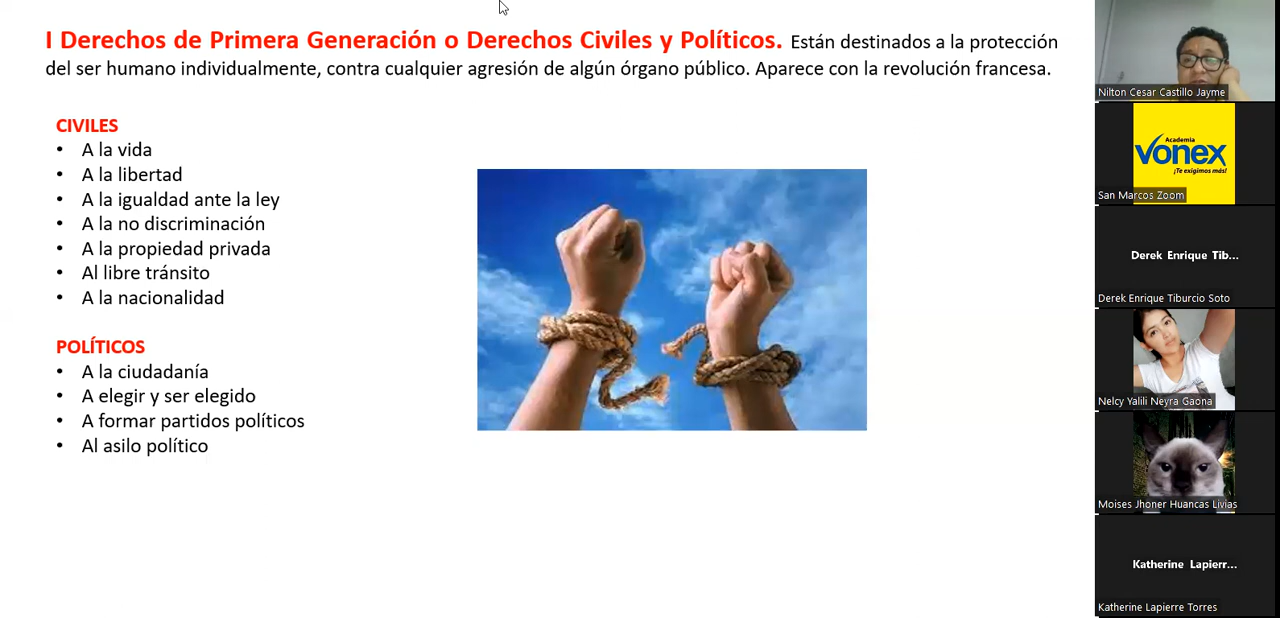 I Derechos de Primera Generación o Derechos Civiles y Políticos. Están destinados a la protección
del ser humano individualmente, contra cualquier agresión de algún órgano público. Aparece con la revolución francesa.
CIVILES
• A la vida
• A la libertad
• A la igualdad ante la ley
• A la no discriminación
• A la propiedad privada
• Al libre tránsito
• A la nacionalidad
POLÍTICOS
• A la ciudadanía
• A elegir y ser elegido
• A formar partidos políticos
• Al asilo político
Nilton Cesar Castillo Jayme
Academia
Vonex
¡Te exigimos más!
San Marcos Zoom
Derek Enrique Tib...
Derek Enrique Tiburcio Soto
Nelcy Yalili Neyra Gaona
Moises Jhoner Huancas Livias
Katherine Lapierr...
Katherine Lapierre Torres